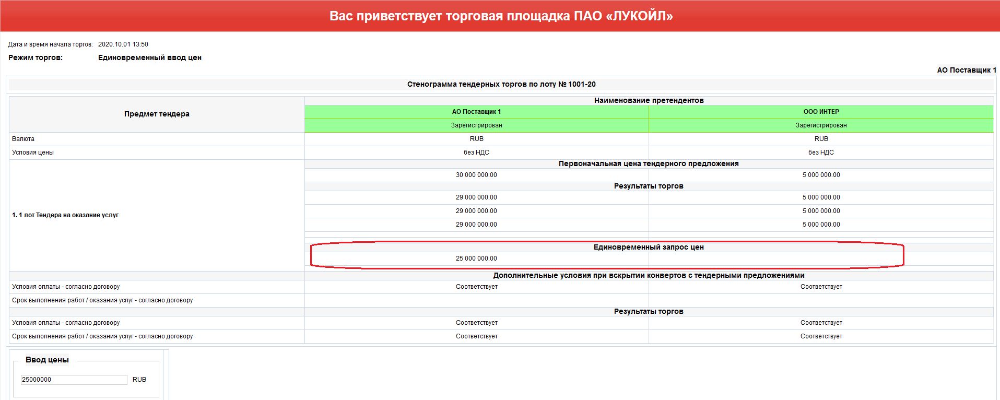 Вас приветствует торговая площадка ПАО «ЛУКОЙЛ»
Дата и время начала торгов: 2020.10.01 13:50
Режим торгов: Единовременный ввод цен
АО Поставщик 1
Стенограмма тендерных торгов по лоту № 1001-20
Предмет тендера
Наименование претендентов
АО Поставщик 1 ООО ИНТЕР
Зарегистрирован Зарегистрирован
Валюта RUB RUB
Условия цены без НДС без НДС
Первоначальная цена тендерного предложения
30 000 000.00 5 000 000.00
Результаты торгов
29 000 000.00 5 000 000.00
1. 1 лот Тендера на оказание услуг
29 000 000.00 5 000 000.00
29 000 000.00 5 000 000.00
Единовременный запрос цен
25 000 000.00
Дополнительные условия при вскрытии конвертов с тендерными предложениями
Условия оплаты - согласно договору Соответствует Соответствует
Срок выполнения работ / оказания услуг - согласно договору
Результаты торгов
Условия оплаты - согласно договору Соответствует Соответствует
Срок выполнения работ / оказания услуг - согласно договору Соответствует Соответствует
Ввод цены
25000000 RUB